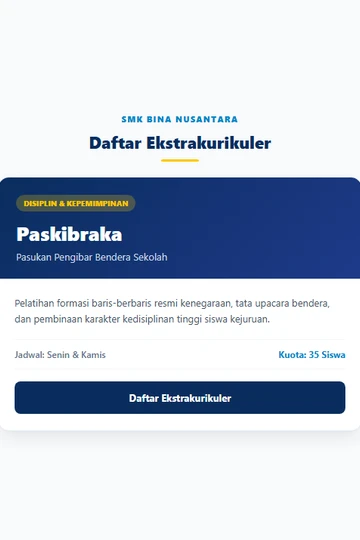 SMK BINA NUSANTARA
Daftar Ekstrakurikuler
DISIPLIN & KEPEMIMPINAN
Paskibraka
Pasukan Pengibar Bendera Sekolah
Pelatihan formasi baris-berbaris resmi kenegaraan, tata upacara bendera,
dan pembinaan karakter kedisiplinan tinggi siswa kejuruan.
Jadwal: Senin & Kamis
Kuota: 35 Siswa
Daftar Ekstrakurikuler